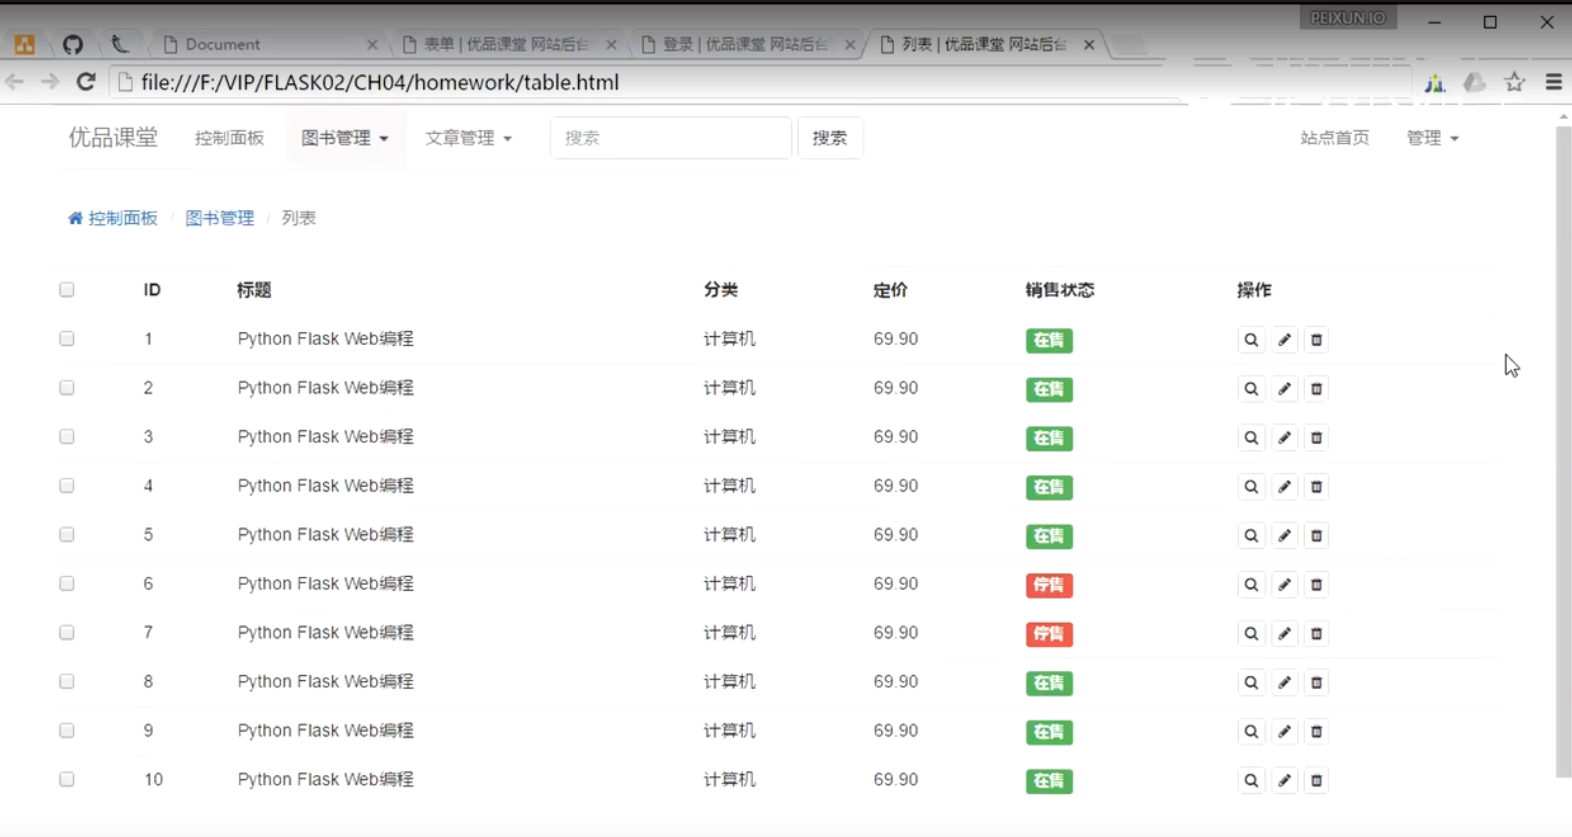 PEIXUN.IO
Document 表单 | 优品课堂 网站后台 登录 | 优品课堂 网站后台 列表 | 优品课堂 网站后台
file:///F:/VIP/FLASK02/CH04/homework/table.html
优品课堂 控制面板 图书管理 文章管理 搜索 搜索 站点首页 管理
控制面板 / 图书管理 / 列表
ID 标题 分类 定价 销售状态 操作
1 Python Flask Web编程 计算机 69.90 在售
2 Python Flask Web编程 计算机 69.90 在售
3 Python Flask Web编程 计算机 69.90 在售
4 Python Flask Web编程 计算机 69.90 在售
5 Python Flask Web编程 计算机 69.90 在售
6 Python Flask Web编程 计算机 69.90 停售
7 Python Flask Web编程 计算机 69.90 停售
8 Python Flask Web编程 计算机 69.90 在售
9 Python Flask Web编程 计算机 69.90 在售
10 Python Flask Web编程 计算机 69.90 在售